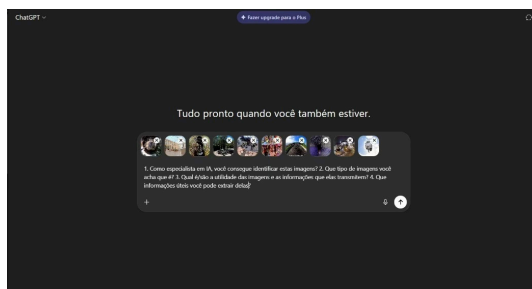 ChatGPT
+ Fazer upgrade para o Plus
Tudo pronto quando você também estiver.
1. Como especialista em IA, você consegue identificar estas imagens? 2. Que tipo de imagens você
acha que é? 3. Qual é/são a utilidade das imagens e as informações que elas transmitem? 4. Que
informações úteis você pode extrair delas?